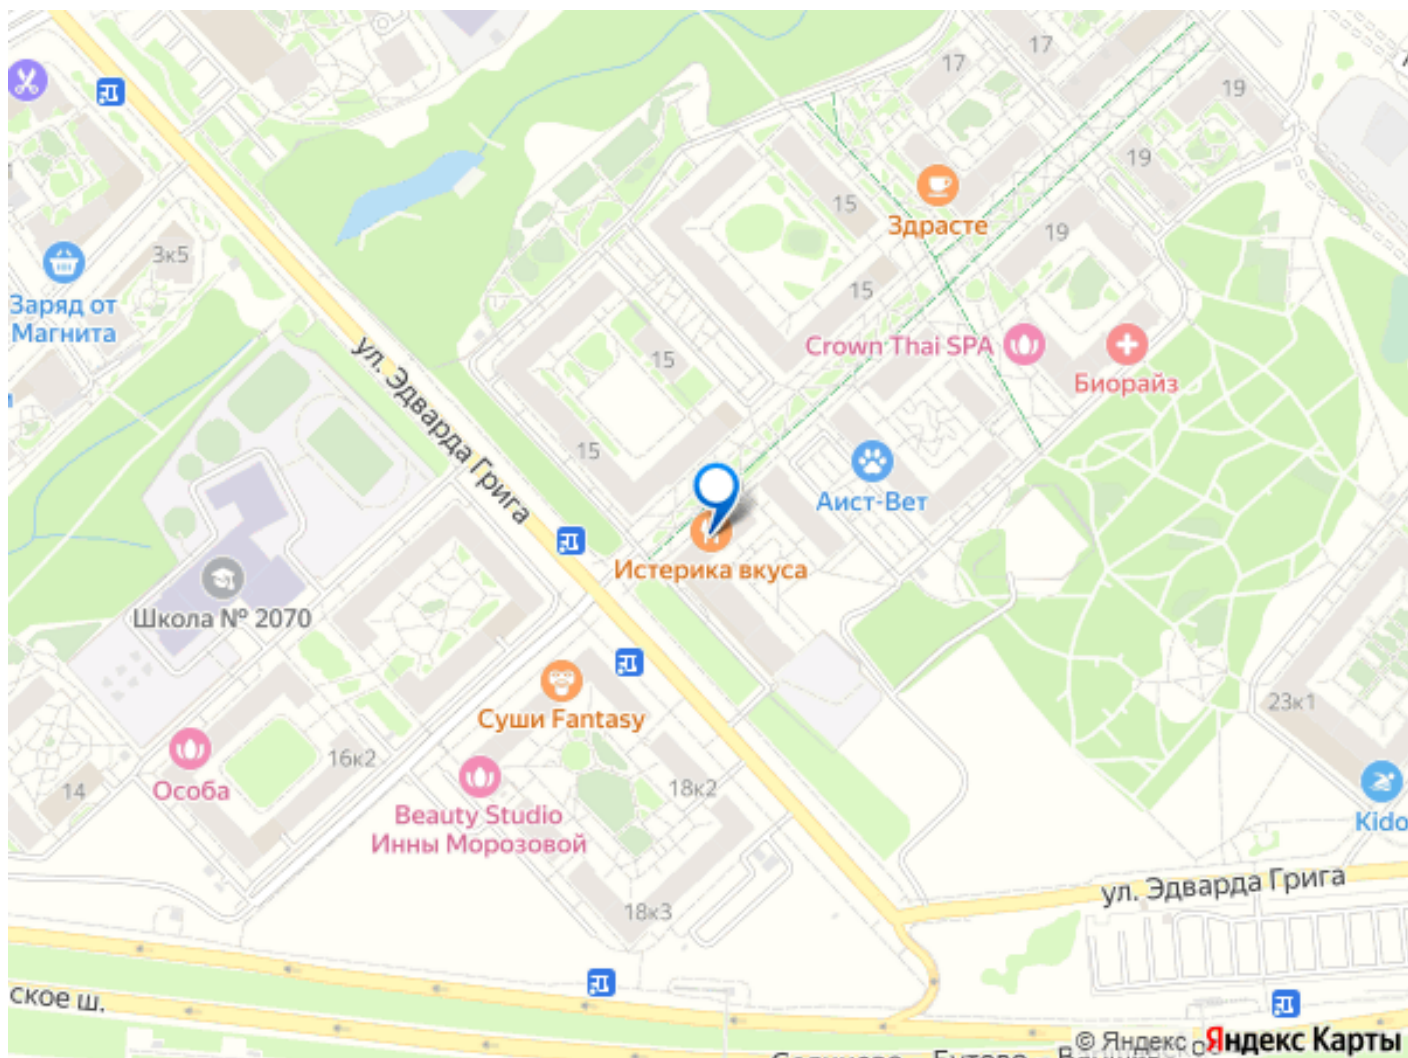 17
17
19
19
15
Здрасте
19
3к5
Заряд от
Магнита
15
Crown Thai SPA
Биорайз
ул. Эдварда Грига
15
15
Аист-Вет
Истерика вкуса
Школа № 2070
Суши Fantasy
23к1
Особа
16к2
14
18к2
Beauty Studio
Инны Морозовой
Kido
ул. Эдварда Грига
18к3
ское ш.
© Яндекс
Яндекс Карты